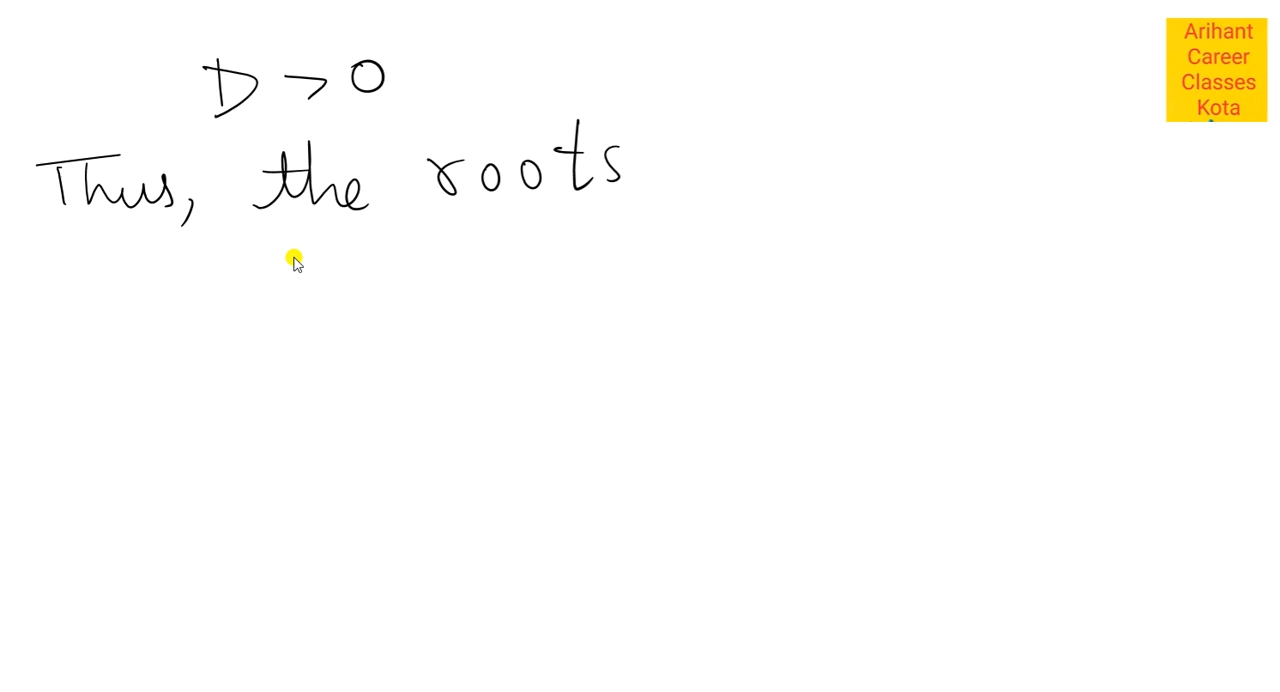 D > 0
Thus, the roots
Arihant
Career
Classes
Kota